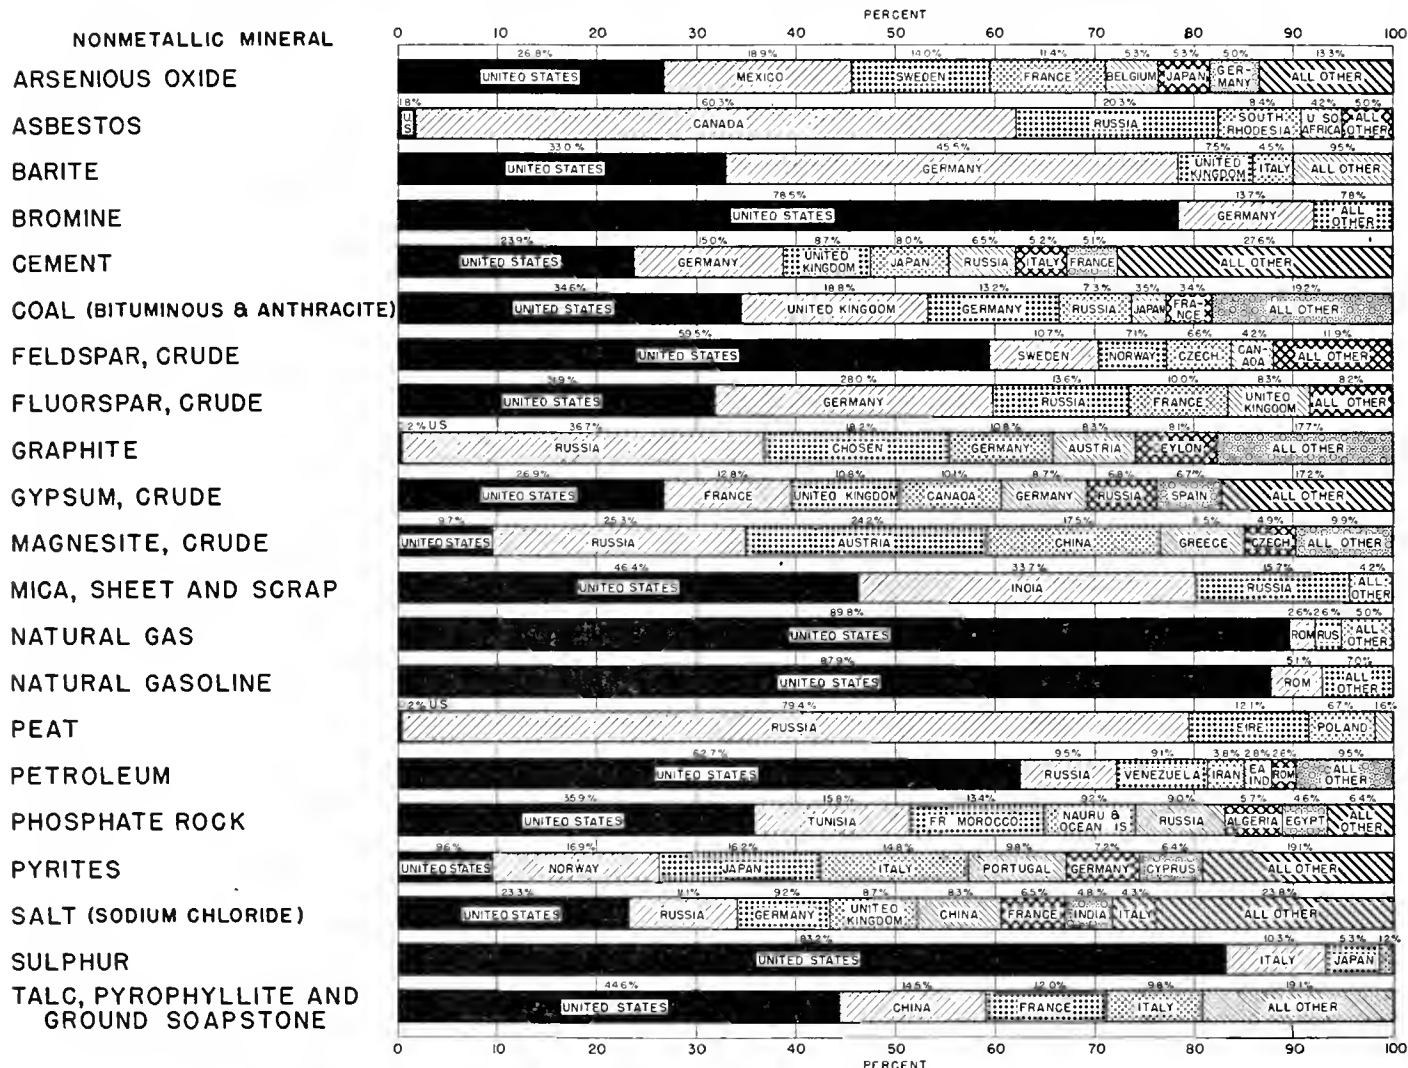 PERCENT
NONMETALLIC MINERAL
0 10 20 30 40 50 60 70 80 90 100
26.8% 18.9% 14.0% 11.4% 5.3% 5.3% 5.0% 13.3%
ARSENIOUS OXIDE UNITED STATES MEXICO SWEDEN FRANCE BELGIUM JAPAN GER-MANY ALL OTHER
1.8% 60.3% 20.3% 8.4% 4.2% 5.0%
ASBESTOS US CANADA RUSSIA SOUTH RHODESIA U SO AFRICA ALL OTHER
33.0% 45.5% 7.5% 4.5% 9.5%
BARITE UNITED STATES GERMANY UNITED KINGDOM ITALY ALL OTHER
78.5% 13.7% 7.8%
BROMINE UNITED STATES GERMANY ALL OTHER
23.9% 15.0% 8.7% 8.0% 6.5% 5.2% 5.1% 27.6%
CEMENT UNITED STATES GERMANY UNITED KINGDOM JAPAN RUSSIA ITALY FRANCE ALL OTHER
34.6% 18.8% 13.2% 7.3% 3.5% 3.4% 19.2%
COAL (BITUMINOUS & ANTHRACITE) UNITED STATES UNITED KINGDOM GERMANY RUSSIA JAPAN FRA-NCE ALL OTHER
59.5% 10.7% 7.1% 6.6% 4.2% 11.9%
FELDSPAR, CRUDE UNITED STATES SWEDEN NORWAY CZECH. CAN-ADA ALL OTHER
31.9% 28.0% 13.6% 10.0% 8.3% 8.2%
FLUORSPAR, CRUDE UNITED STATES GERMANY RUSSIA FRANCE UNITED KINGDOM ALL OTHER
.2% US 36.7% 18.2% 10.8% 8.3% 8.1% 17.7%
GRAPHITE RUSSIA CHOSEN GERMANY AUSTRIA CEYLON ALL OTHER
26.9% 12.8% 10.8% 10.1% 8.7% 6.8% 6.7% 17.2%
GYPSUM, CRUDE UNITED STATES FRANCE UNITED KINGDOM CANADA GERMANY RUSSIA SPAIN ALL OTHER
9.7% 25.3% 24.2% 17.5% 8.5% 4.9% 9.9%
MAGNESITE, CRUDE UNITED STATES RUSSIA AUSTRIA CHINA GREECE CZECH. ALL OTHER
46.4% 33.7% 15.7% 4.2%
MICA, SHEET AND SCRAP UNITED STATES INDIA RUSSIA ALL OTHER
89.8% 2.6% 2.6% 5.0%
NATURAL GAS UNITED STATES ROM RUS ALL OTHER
87.9% 5.1% 7.0%
NATURAL GASOLINE UNITED STATES ROM ALL OTHER
.2% US 79.4% 12.1% 6.7% 1.6%
PEAT RUSSIA EIRE POLAND
62.7% 9.5% 9.1% 3.8% 2.8% 2.6% 9.5%
PETROLEUM UNITED STATES RUSSIA VENEZUELA IRAN EA IND ROM ALL OTHER
35.9% 15.8% 13.4% 9.2% 9.0% 5.7% 4.6% 6.4%
PHOSPHATE ROCK UNITED STATES TUNISIA FR MOROCCO NAURU & OCEAN IS RUSSIA ALGERIA EGYPT ALL OTHER
9.6% 16.9% 16.2% 14.8% 9.8% 7.2% 6.4% 19.1%
PYRITES UNITED STATES NORWAY JAPAN ITALY PORTUGAL GERMANY CYPRUS ALL OTHER
23.3% 11.1% 9.2% 8.7% 8.3% 6.5% 4.8% 4.3% 23.8%
SALT (SODIUM CHLORIDE) UNITED STATES RUSSIA GERMANY UNITED KINGDOM CHINA FRANCE INDIA ITALY ALL OTHER
83.2% 10.3% 5.3% 1.2%
SULPHUR UNITED STATES ITALY JAPAN
44.6% 14.5% 12.0% 9.8% 19.1%
TALC, PYROPHYLLITE AND
GROUND SOAPSTONE UNITED STATES CHINA FRANCE ITALY ALL OTHER
0 10 20 30 40 50 60 70 80 90 100
PERCENT